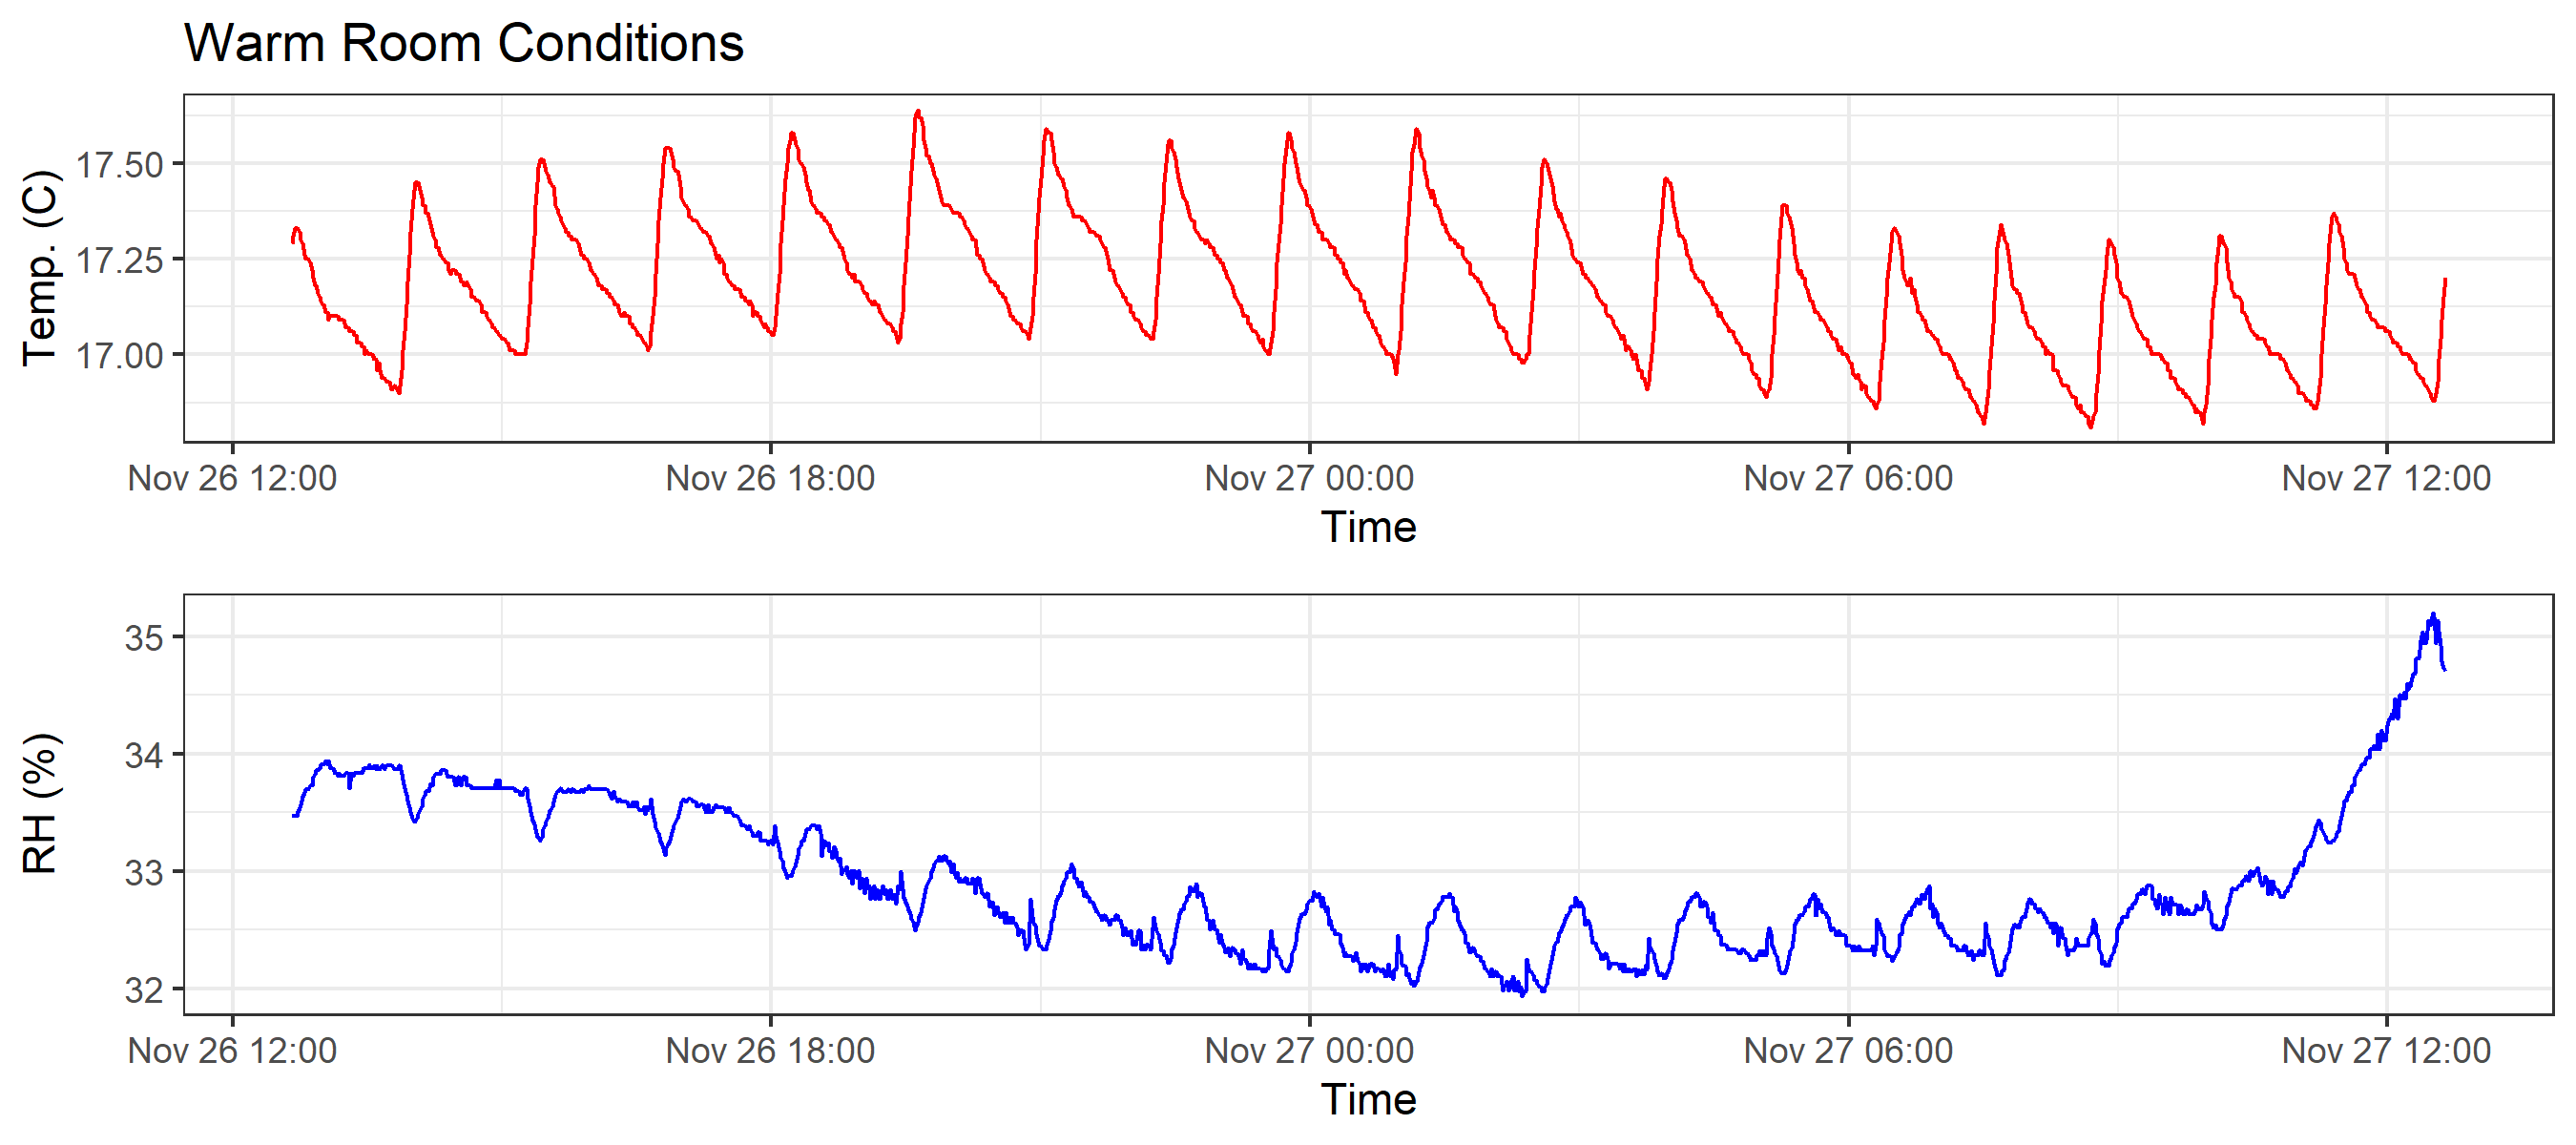 Warm Room Conditions
Temp. (C)
17.50
17.25
17.00
Nov 26 12:00 Nov 26 18:00 Nov 27 00:00 Nov 27 06:00 Nov 27 12:00
Time
RH (%)
35
34
33
32
Nov 26 12:00 Nov 26 18:00 Nov 27 00:00 Nov 27 06:00 Nov 27 12:00
Time